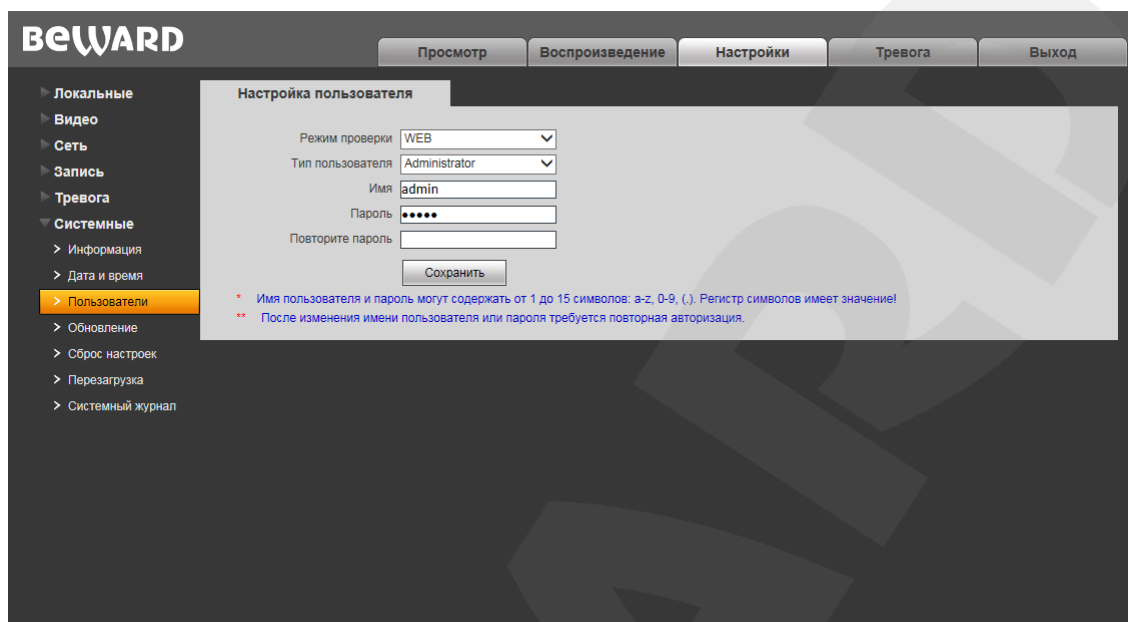 BEWARD
Просмотр Воспроизведение Настройки Тревога Выход
Локальные
Видео
Сеть
Запись
Тревога
Системные
Информация
Дата и время
Пользователи
Обновление
Сброс настроек
Перезагрузка
Системный журнал
Настройка пользователя
Режим проверки WEB
Тип пользователя Administrator
Имя admin
Пароль •••••
Повторите пароль
Сохранить
* Имя пользователя и пароль могут содержать от 1 до 15 символов: a-z, 0-9, (.). Регистр символов имеет значение!
** После изменения имени пользователя или пароля требуется повторная авторизация.